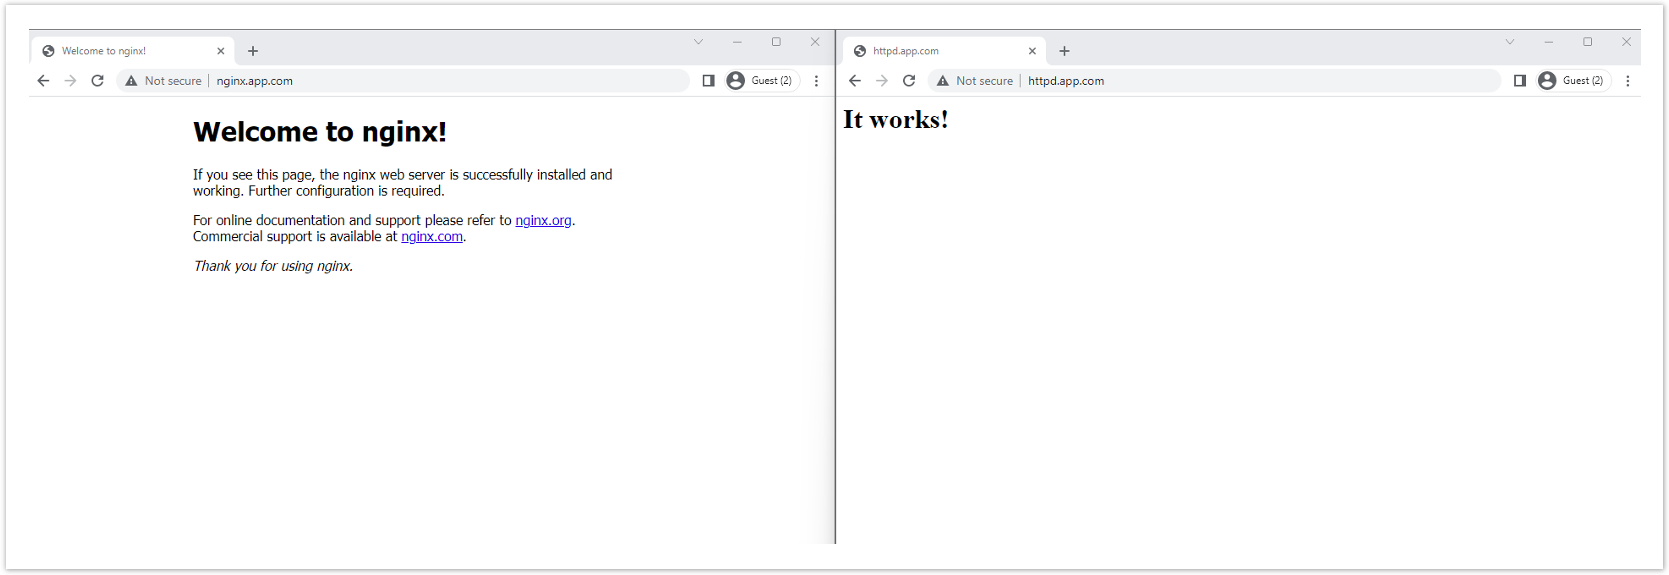 Welcome to nginx!
Not secure nginx.app.com
Guest (2)
Welcome to nginx!
If you see this page, the nginx web server is successfully installed and
working. Further configuration is required.
For online documentation and support please refer to nginx.org.
Commercial support is available at nginx.com.
Thank you for using nginx.
httpd.app.com
Not secure httpd.app.com
Guest (2)
It works!